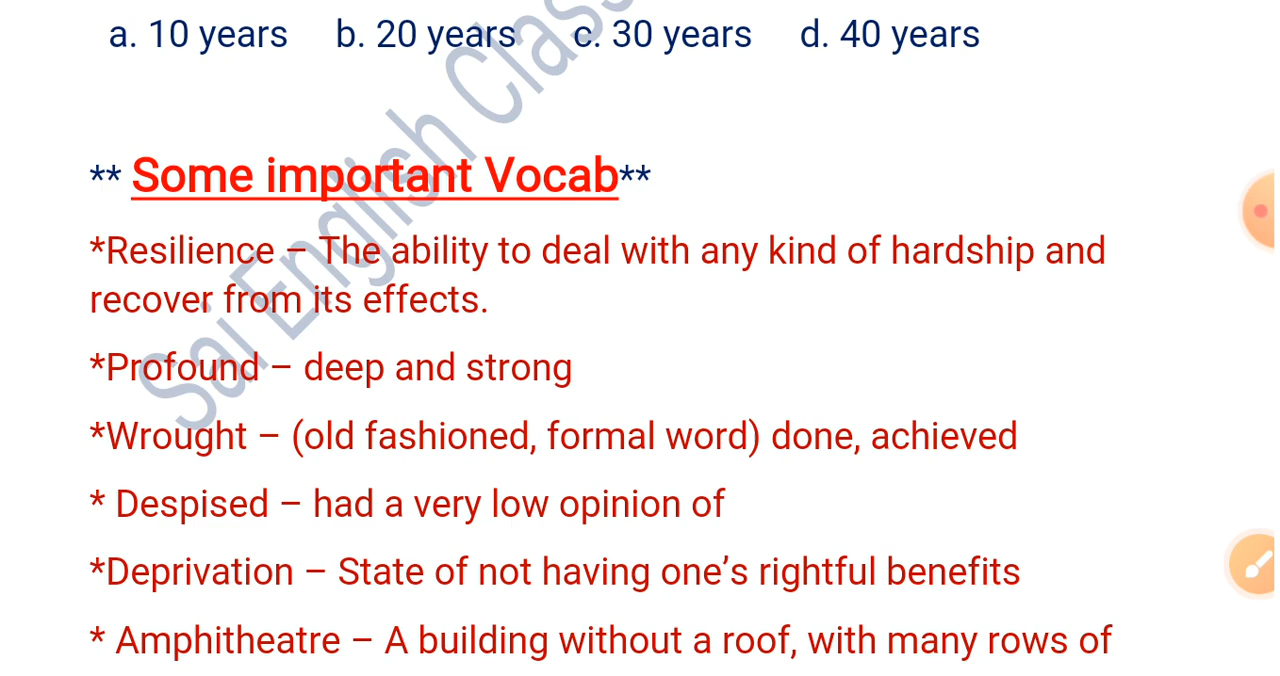 a. 10 years b. 20 years c. 30 years d. 40 years
** Some important Vocab**
*Resilience – The ability to deal with any kind of hardship and
recover from its effects.
*Profound – deep and strong
*Wrought – (old fashioned, formal word) done, achieved
* Despised – had a very low opinion of
*Deprivation – State of not having one’s rightful benefits
* Amphitheatre – A building without a roof, with many rows of
Sai English Class